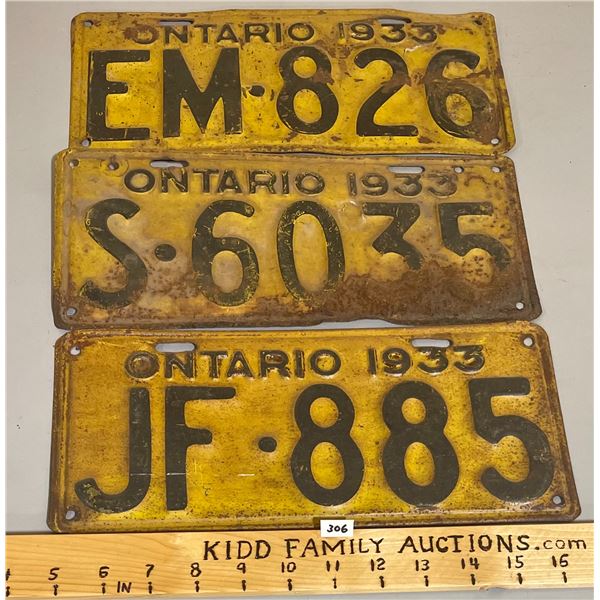 ONTARIO 1933
EM·826
ONTARIO 1933
S·6035
ONTARIO 1933
JF·885
306
KIDD FAMILY AUCTIONS.com
4 5 6 IN 7 8 9 10 11 12 13 14 15 16